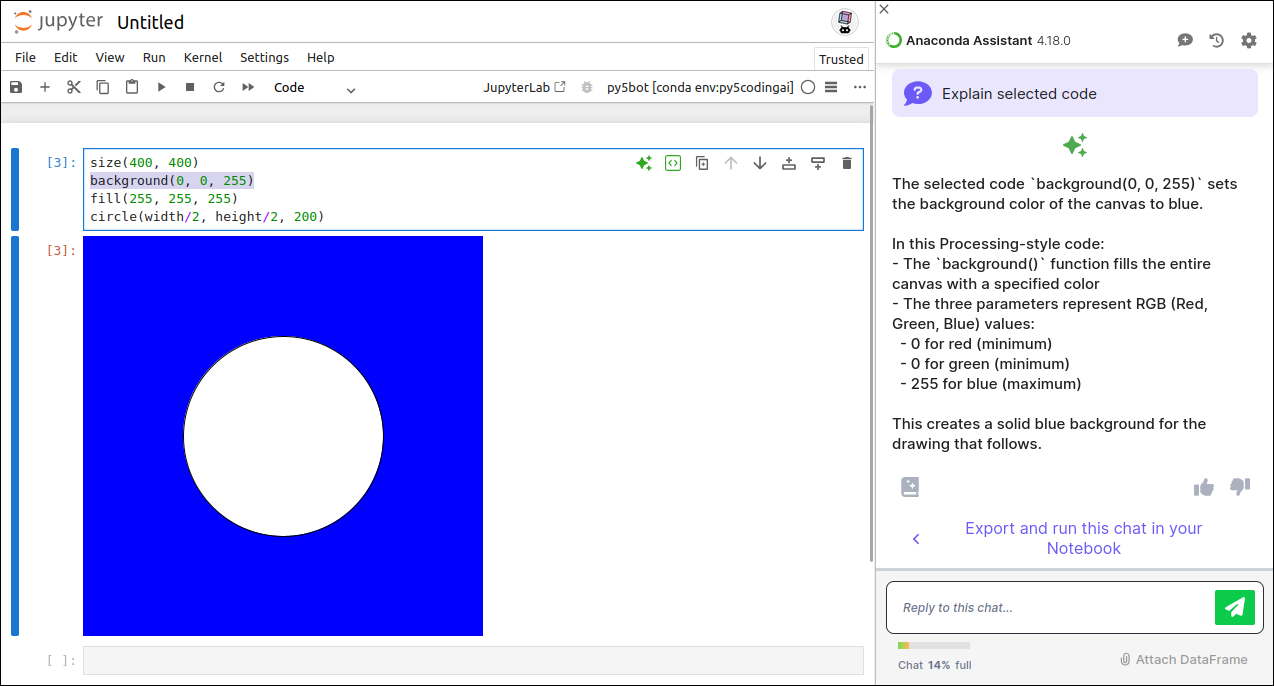 jupyter Untitled
File Edit View Run Kernel Settings Help
Trusted
Code
JupyterLab
py5bot [conda env:py5codingai]
[3]:
size(400, 400)
background(0, 0, 255)
fill(255, 255, 255)
circle(width/2, height/2, 200)
[3]:
[ ]:
Anaconda Assistant 4.18.0
? Explain selected code
The selected code `background(0, 0, 255)` sets
the background color of the canvas to blue.
In this Processing-style code:
- The `background()` function fills the entire
canvas with a specified color
- The three parameters represent RGB (Red,
Green, Blue) values:
- 0 for red (minimum)
- 0 for green (minimum)
- 255 for blue (maximum)
This creates a solid blue background for the
drawing that follows.
Export and run this chat in your
Notebook
Reply to this chat...
Chat 14% full
Attach DataFrame